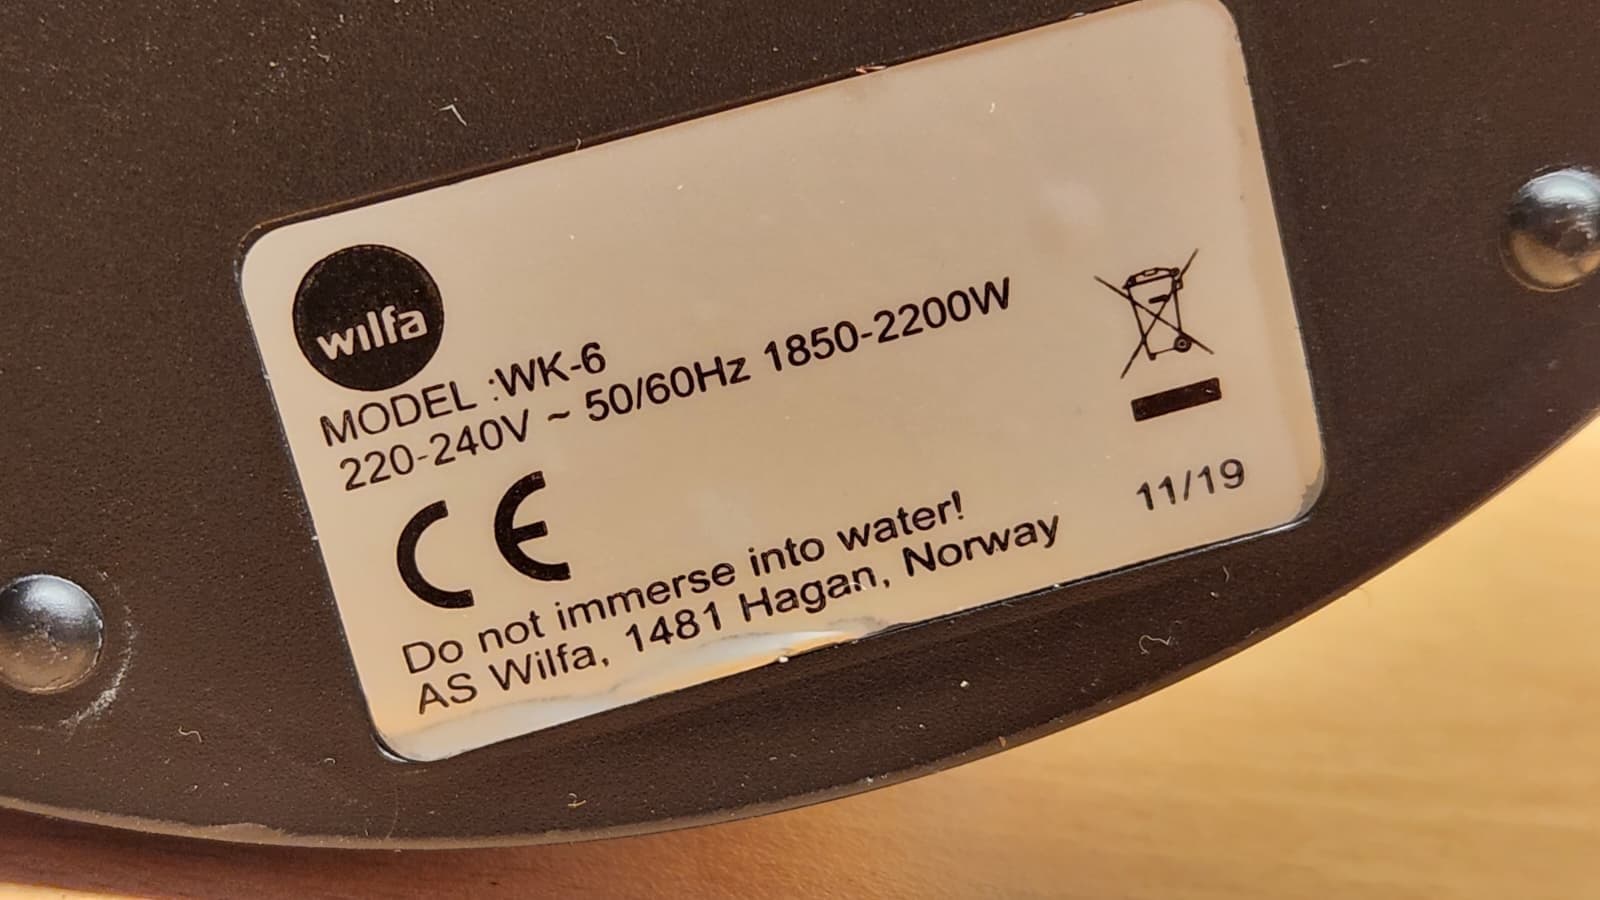 wilfa
MODEL :WK-6
220-240V ~ 50/60Hz 1850-2200W
CE
Do not immerse into water!
AS Wilfa, 1481 Hagan, Norway
11/19